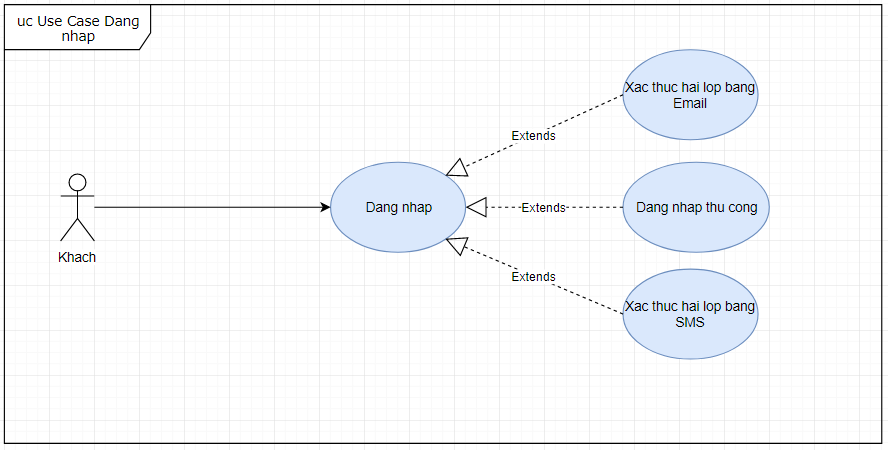 uc Use Case Dang
nhap
Xac thuc hai lop bang
Email
Extends
Dang nhap
Extends
Dang nhap thu cong
Khach
Extends
Xac thuc hai lop bang
SMS